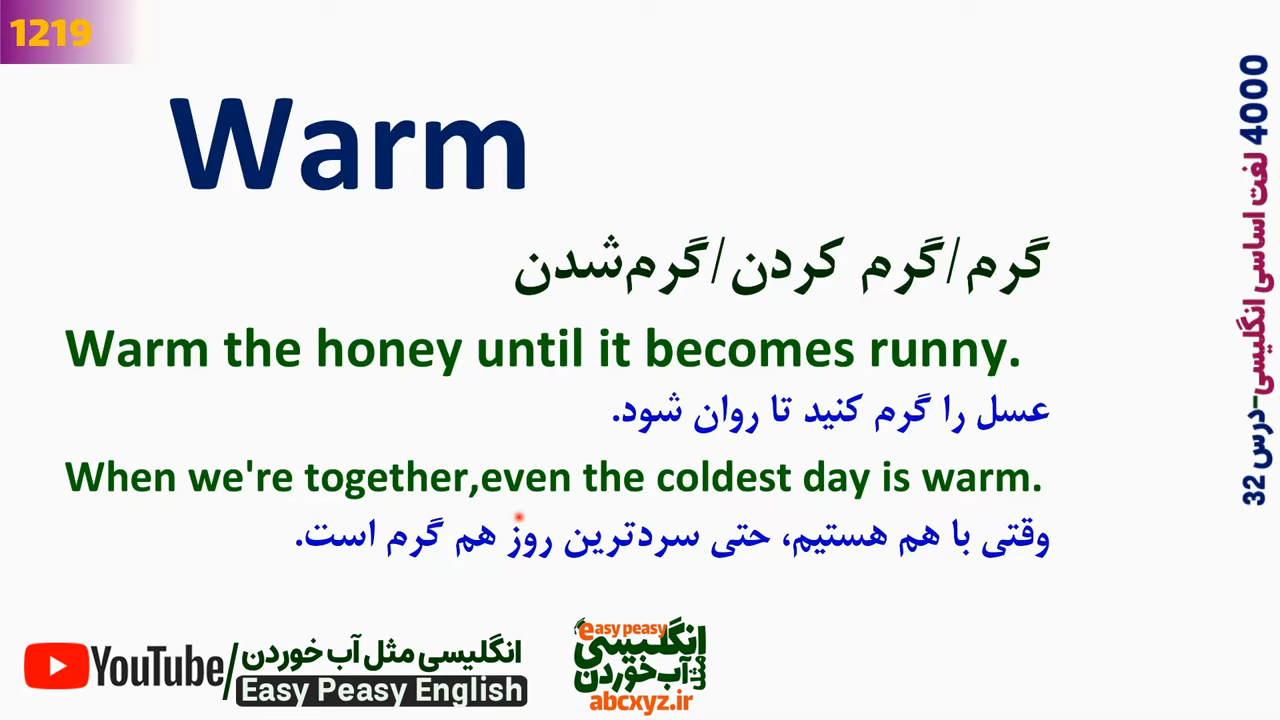 1219
Warm
گرم/گرم کردن/گرم‌شدن
Warm the honey until it becomes runny.
عسل را گرم کنید تا روان شود.
When we're together,even the coldest day is warm.
وقتی با هم هستیم، حتی سردترین روز هم گرم است.
4000 لغت اساسی انگلیسی-درس 32
YouTube/انگلیسی مثل آب خوردن
Easy Peasy English
easy peasy
انگلیسی
مثل آب خوردن
abcxyz.ir